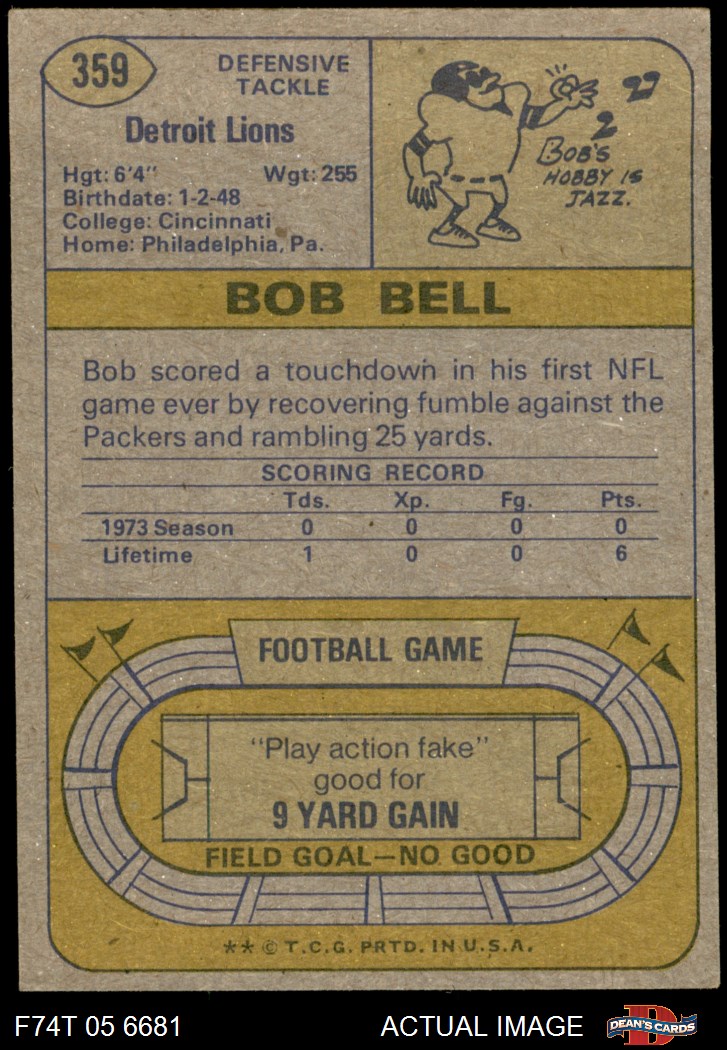 359
DEFENSIVE
TACKLE
Detroit Lions
Hgt: 6'4" Wgt: 255
Birthdate: 1-2-48
College: Cincinnati
Home: Philadelphia, Pa.
BOB'S
HOBBY IS
JAZZ.
BOB BELL
Bob scored a touchdown in his first NFL
game ever by recovering fumble against the
Packers and rambling 25 yards.
SCORING RECORD
Tds. Xp. Fg. Pts.
1973 Season 0 0 0 0
Lifetime 1 0 0 6
FOOTBALL GAME
"Play action fake"
good for
9 YARD GAIN
FIELD GOAL—NO GOOD
** © T.C.G. PRTD. IN U.S.A.
F74T 05 6681 ACTUAL IMAGE
D
DEAN'S CARDS